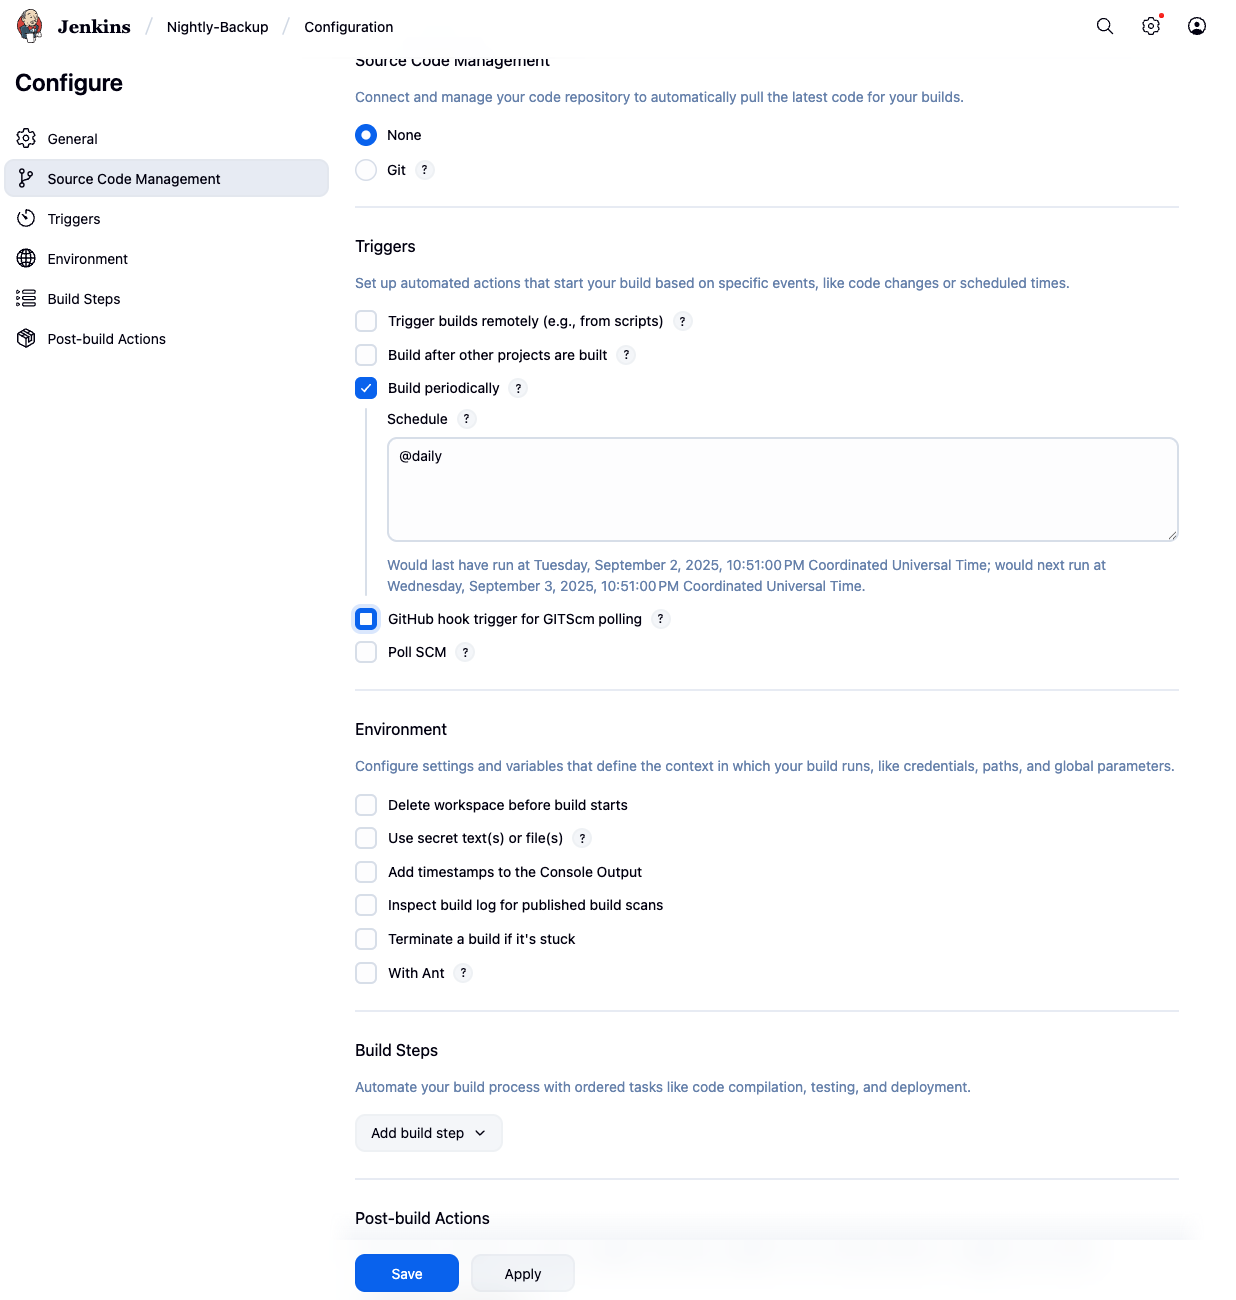 Jenkins / Nightly-Backup / Configuration
Configure
General
Source Code Management
Triggers
Environment
Build Steps
Post-build Actions
Source Code Management
Connect and manage your code repository to automatically pull the latest code for your builds.
None
Git ?
Triggers
Set up automated actions that start your build based on specific events, like code changes or scheduled times.
Trigger builds remotely (e.g., from scripts) ?
Build after other projects are built ?
Build periodically ?
Schedule ?
@daily
Would last have run at Tuesday, September 2, 2025, 10:51:00 PM Coordinated Universal Time; would next run at
Wednesday, September 3, 2025, 10:51:00 PM Coordinated Universal Time.
GitHub hook trigger for GITScm polling ?
Poll SCM ?
Environment
Configure settings and variables that define the context in which your build runs, like credentials, paths, and global parameters.
Delete workspace before build starts
Use secret text(s) or file(s) ?
Add timestamps to the Console Output
Inspect build log for published build scans
Terminate a build if it's stuck
With Ant ?
Build Steps
Automate your build process with ordered tasks like code compilation, testing, and deployment.
Add build step
Post-build Actions
Save
Apply